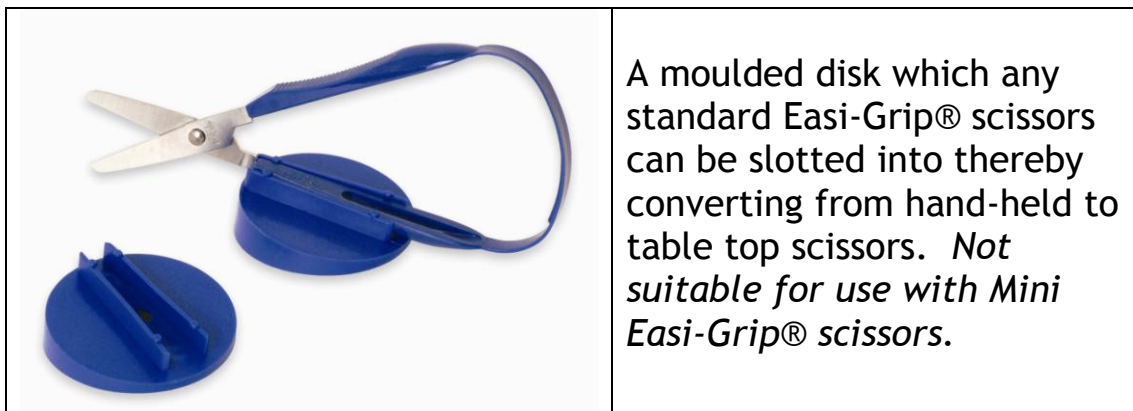 A moulded disk which any
standard Easi-Grip® scissors
can be slotted into thereby
converting from hand-held to
table top scissors.  Not
suitable for use with Mini
Easi-Grip® scissors.